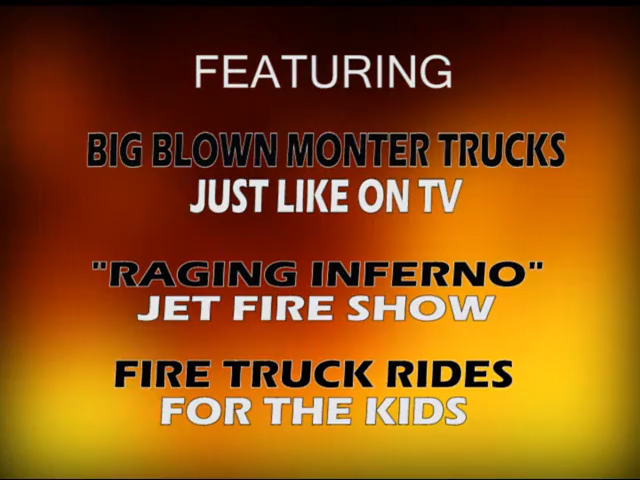 FEATURING
BIG BLOWN MONTER TRUCKS
JUST LIKE ON TV
"RAGING INFERNO"
JET FIRE SHOW
FIRE TRUCK RIDES
FOR THE KIDS